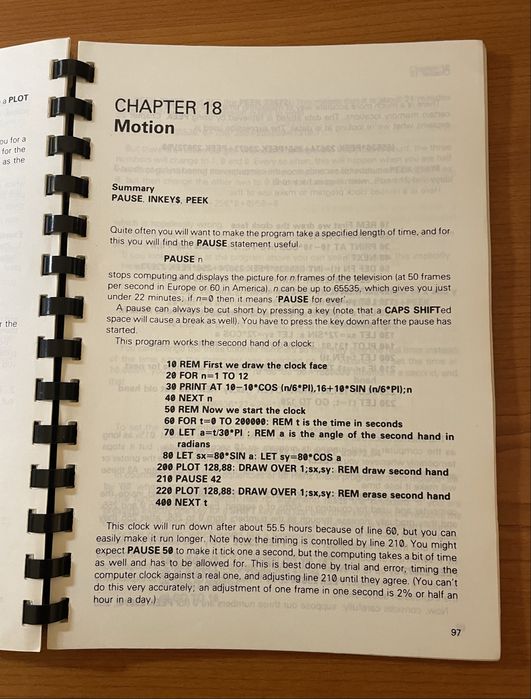 a PLOT
ou for a
for the
as the
r the
CHAPTER 18
Motion
Summary
PAUSE, INKEY$, PEEK
Quite often you will want to make the program take a specified length of time, and for
this you will find the PAUSE statement useful
PAUSE n
stops computing and displays the picture for n frames of the television (at 50 frames
per second in Europe or 60 in America). n can be up to 65535, which gives you just
under 22 minutes; if n=0 then it means 'PAUSE for ever'.
A pause can always be cut short by pressing a key (note that a CAPS SHIFTed
space will cause a break as well). You have to press the key down after the pause has
started.
This program works the second hand of a clock:
10 REM First we draw the clock face
20 FOR n=1 TO 12
30 PRINT AT 10-10*COS (n/6*PI),16+10*SIN (n/6*PI);n
40 NEXT n
50 REM Now we start the clock
60 FOR t=0 TO 200000: REM t is the time in seconds
70 LET a=t/30*PI : REM a is the angle of the second hand in
radians
80 LET sx=80*SIN a: LET sy=80*COS a
200 PLOT 128,88: DRAW OVER 1;sx,sy: REM draw second hand
210 PAUSE 42
220 PLOT 128,88: DRAW OVER 1;sx,sy: REM erase second hand
400 NEXT t
This clock will run down after about 55.5 hours because of line 60, but you can
easily make it run longer. Note how the timing is controlled by line 210. You might
expect PAUSE 50 to make it tick one a second, but the computing takes a bit of time
as well and has to be allowed for. This is best done by trial and error, timing the
computer clock against a real one, and adjusting line 210 until they agree. (You can't
do this very accurately; an adjustment of one frame in one second is 2% or half an
hour in a day.)
97